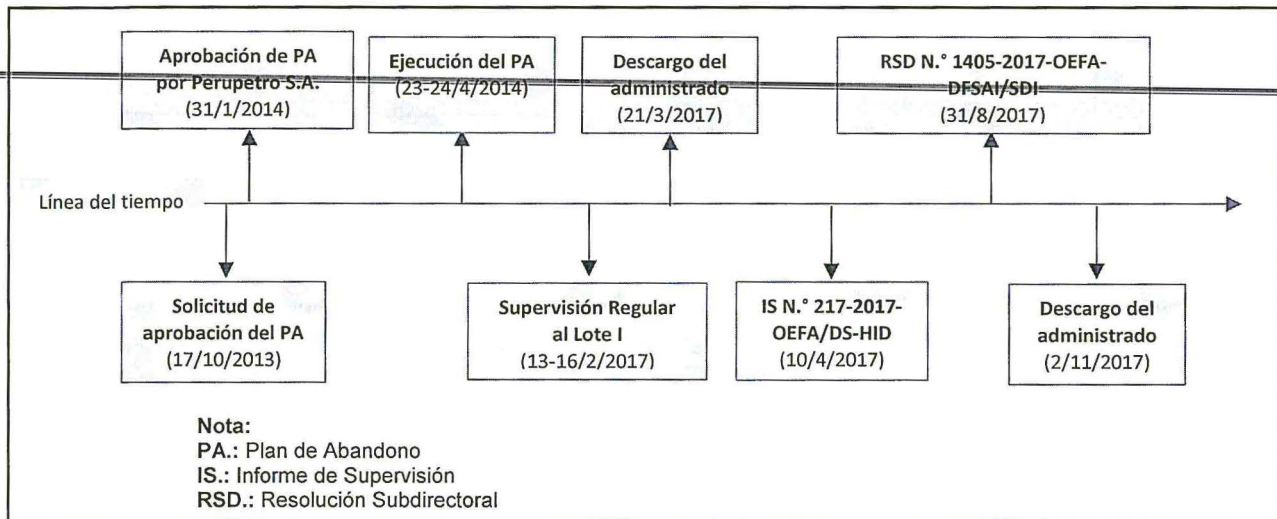 Aprobación de PA
por Perupetro S.A.
(31/1/2014)
Ejecución del PA
(23-24/4/2014)
Descargo del
administrado
(21/3/2017)
RSD N.° 1405-2017-OEFA-
DFSAI/SDI
(31/8/2017)
Línea del tiempo
Solicitud de
aprobación del PA
(17/10/2013)
Supervisión Regular
al Lote I
(13-16/2/2017)
IS N.° 217-2017-
OEFA/DS-HID
(10/4/2017)
Descargo del
administrado
(2/11/2017)
Nota:
PA.: Plan de Abandono
IS.: Informe de Supervisión
RSD.: Resolución Subdirectoral